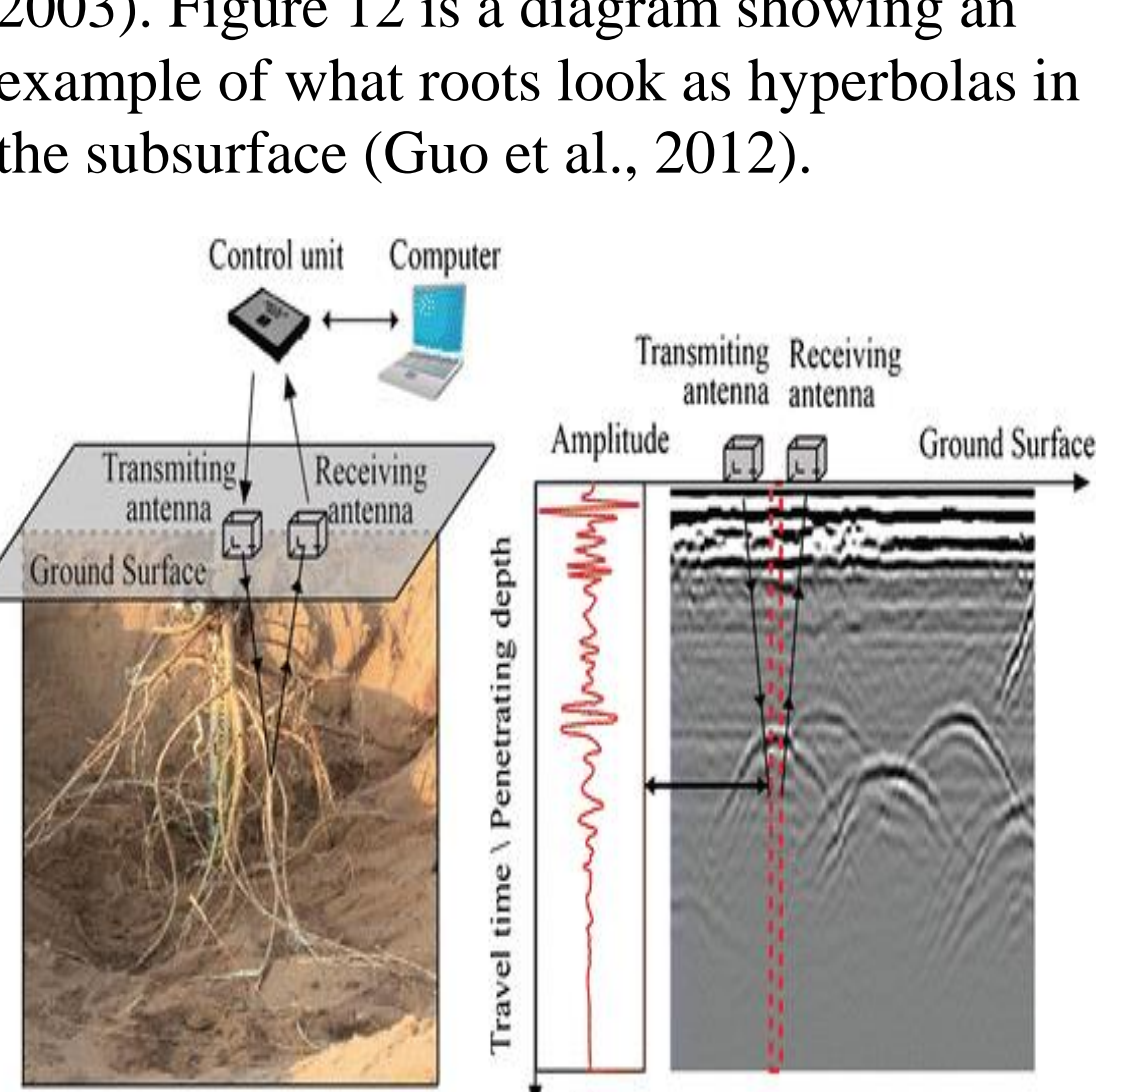 2003). Figure 12 is a diagram showing an
example of what roots look as hyperbolas in
the subsurface (Guo et al., 2012).
Control unit
Computer
Transmiting
antenna
Receiving
antenna
Ground Surface
Transmiting
antenna
Receiving
antenna
Amplitude
Ground Surface
Travel time \ Penetrating depth